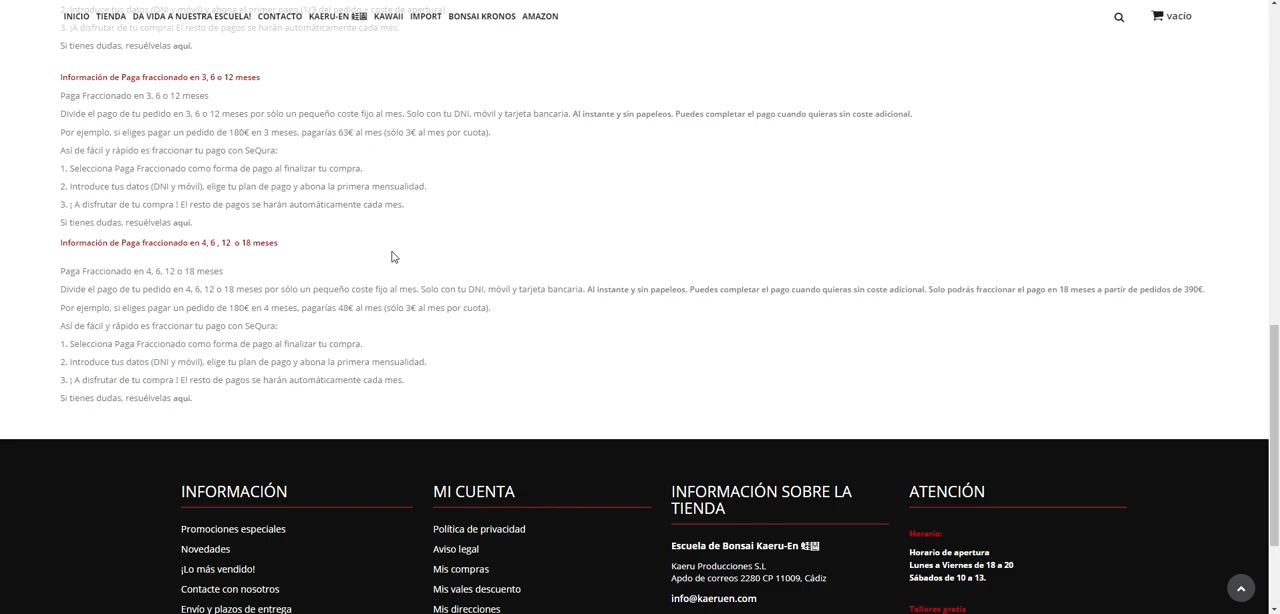 2. Introduce tus datos (DNI y móvil) y abona el primer pago (1/3 del pedido + coste de apertura).
INICIO TIENDA DA VIDA A NUESTRA ESCUELA! CONTACTO KAERU-EN 蛙園 KAWAII IMPORT BONSAI KRONOS AMAZON
vacío
3. ¡A disfrutar de tu compra! El resto de pagos se harán automáticamente cada mes.
Si tienes dudas, resuélvelas aquí.
Información de Paga fraccionado en 3, 6 o 12 meses
Paga Fraccionado en 3, 6 o 12 meses
Divide el pago de tu pedido en 3, 6 o 12 meses por sólo un pequeño coste fijo al mes. Solo con tu DNI, móvil y tarjeta bancaria. Al instante y sin papeleos. Puedes completar el pago cuando quieras sin coste adicional.
Por ejemplo, si eliges pagar un pedido de 180€ en 3 meses, pagarías 63€ al mes (sólo 3€ al mes por cuota).
Así de fácil y rápido es fraccionar tu pago con SeQura:
1. Selecciona Paga Fraccionado como forma de pago al finalizar tu compra.
2. Introduce tus datos (DNI y móvil), elige tu plan de pago y abona la primera mensualidad.
3. ¡ A disfrutar de tu compra ! El resto de pagos se harán automáticamente cada mes.
Si tienes dudas, resuélvelas aquí.
Información de Paga fraccionado en 4, 6 , 12 o 18 meses
Paga Fraccionado en 4, 6, 12 o 18 meses
Divide el pago de tu pedido en 4, 6, 12 o 18 meses por sólo un pequeño coste fijo al mes. Solo con tu DNI, móvil y tarjeta bancaria. Al instante y sin papeleos. Puedes completar el pago cuando quieras sin coste adicional. Solo podrás fraccionar el pago en 18 meses a partir de pedidos de 390€.
Por ejemplo, si eliges pagar un pedido de 180€ en 4 meses, pagarías 48€ al mes (sólo 3€ al mes por cuota).
Así de fácil y rápido es fraccionar tu pago con SeQura:
1. Selecciona Paga Fraccionado como forma de pago al finalizar tu compra.
2. Introduce tus datos (DNI y móvil), elige tu plan de pago y abona la primera mensualidad.
3. ¡ A disfrutar de tu compra ! El resto de pagos se harán automáticamente cada mes.
Si tienes dudas, resuélvelas aquí.
INFORMACIÓN
Promociones especiales
Novedades
¡Lo más vendido!
Contacte con nosotros
Envío y plazos de entrega
MI CUENTA
Política de privacidad
Aviso legal
Mis compras
Mis vales descuento
Mis direcciones
INFORMACIÓN SOBRE LA
TIENDA
Escuela de Bonsai Kaeru-En 蛙園
Kaeru Producciones S.L
Apdo de correos 2280 CP 11009, Cádiz
info@kaeruen.com
ATENCIÓN
Horario:
Horario de apertura
Lunes a Viernes de 18 a 20
Sábados de 10 a 13.
Talleres gratis